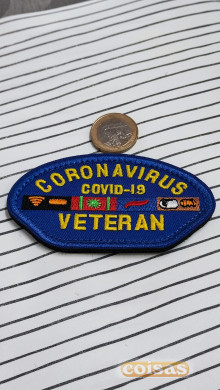 CORONAVIRUS
COVID-19
VETERAN
coisas